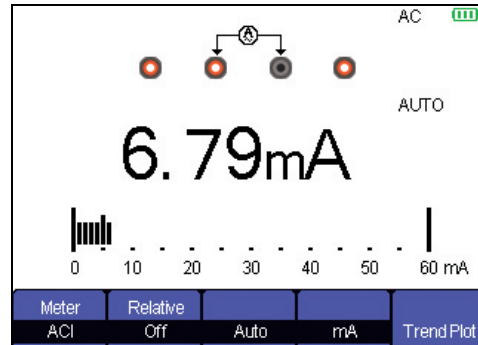 AC
A
AUTO
6.79mA
0 10 20 30 40 50 60 mA
Meter Relative
ACI Off Auto mA Trend Plot